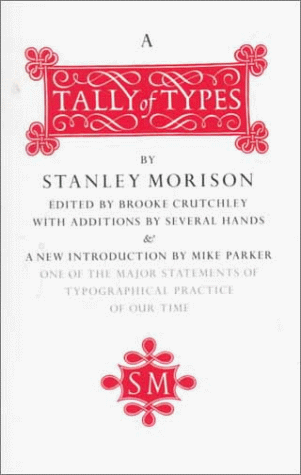 A
TALLY of TYPES
BY
STANLEY MORISON
EDITED BY BROOKE CRUTCHLEY
WITH ADDITIONS BY SEVERAL HANDS
&
A NEW INTRODUCTION BY MIKE PARKER
ONE OF THE MAJOR STATEMENTS OF
TYPOGRAPHICAL PRACTICE
OF OUR TIME
SM